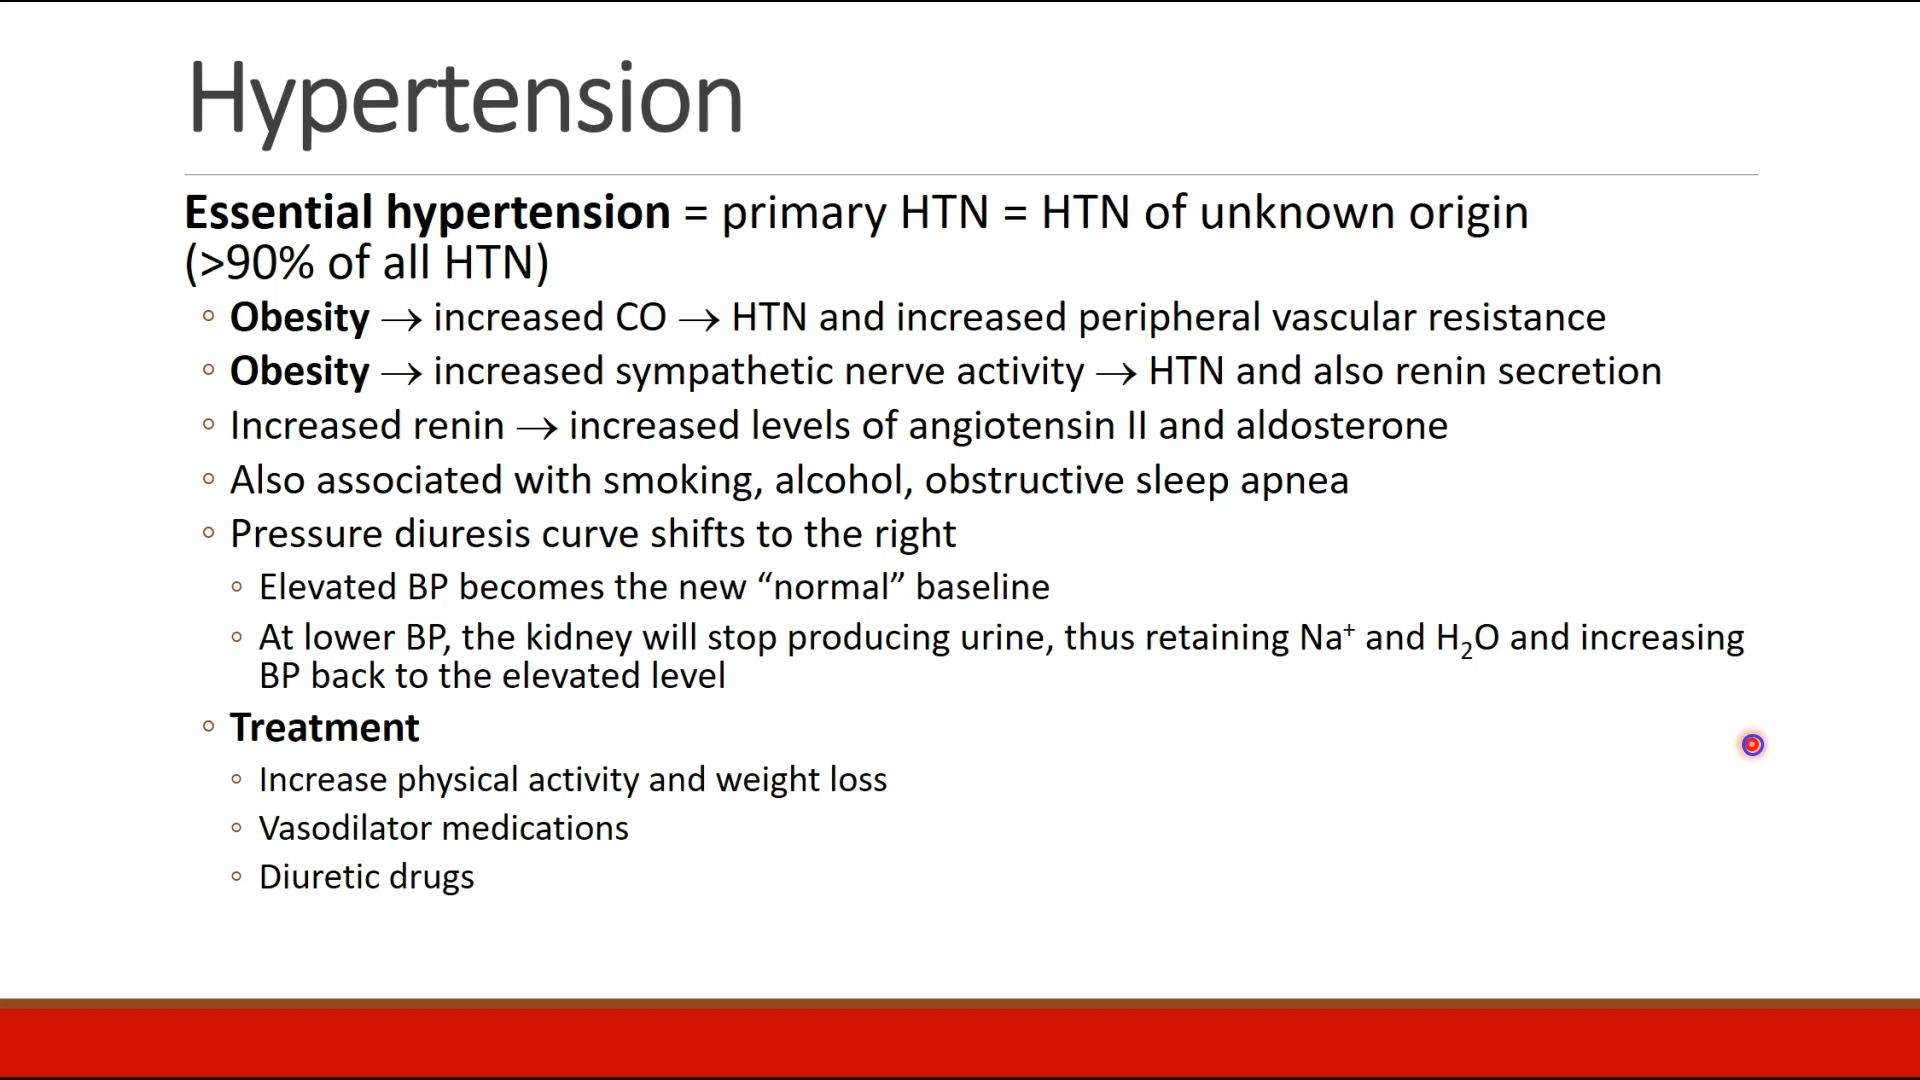 Hypertension
Essential hypertension = primary HTN = HTN of unknown origin
(>90% of all HTN)
◦ Obesity → increased CO → HTN and increased peripheral vascular resistance
◦ Obesity → increased sympathetic nerve activity → HTN and also renin secretion
◦ Increased renin → increased levels of angiotensin II and aldosterone
◦ Also associated with smoking, alcohol, obstructive sleep apnea
◦ Pressure diuresis curve shifts to the right
◦ Elevated BP becomes the new “normal” baseline
◦ At lower BP, the kidney will stop producing urine, thus retaining Na⁺ and H₂O and increasing
BP back to the elevated level
◦ Treatment
◦ Increase physical activity and weight loss
◦ Vasodilator medications
◦ Diuretic drugs